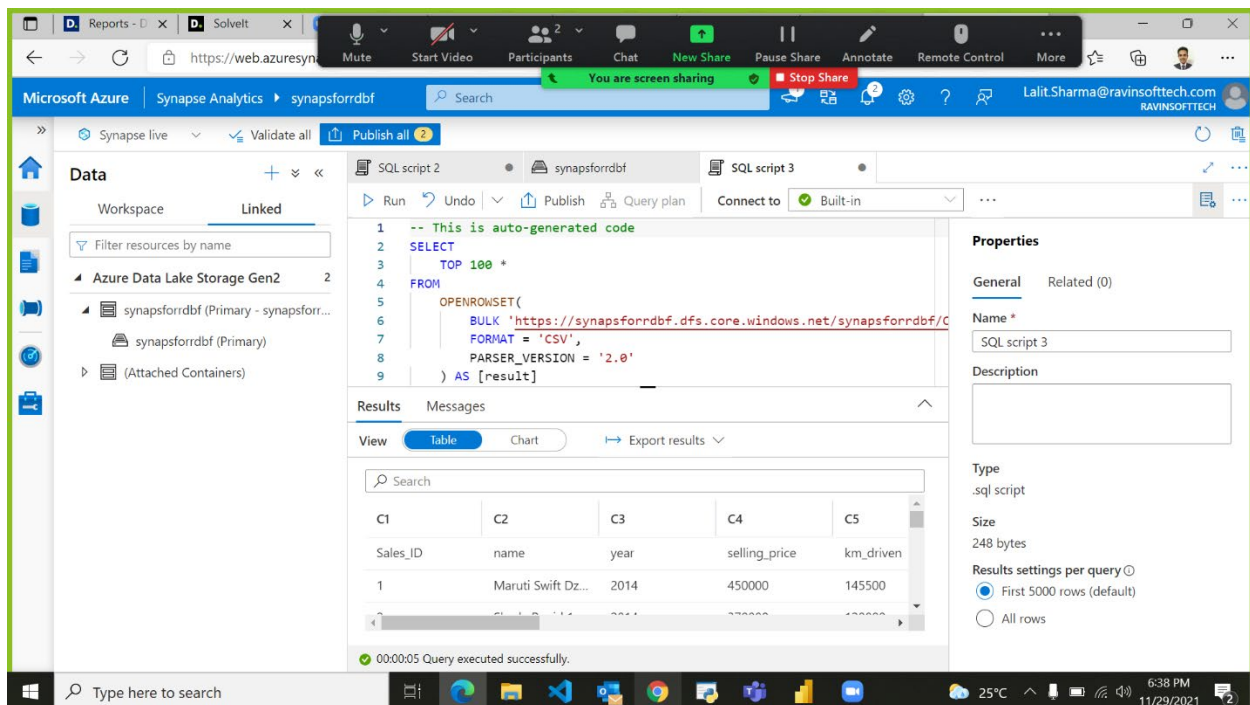 Reports - D
SolveIt
Mute
Start Video
Participants
2
Chat
New Share
Pause Share
Annotate
Remote Control
More
You are screen sharing
Stop Share
https://web.azuresyn
Microsoft Azure
Synapse Analytics
synapsforrdbf
Search
2
Lalit.Sharma@ravinsofttech.com
RAVINSOFTTECH
Synapse live
Validate all
Publish all 2
Data
Workspace
Linked
Filter resources by name
Azure Data Lake Storage Gen2 2
synapsforrdbf (Primary - synapsforr...
synapsforrdbf (Primary)
(Attached Containers)
SQL script 2
synapsforrdbf
SQL script 3
Run
Undo
Publish
Query plan
Connect to
Built-in
1 -- This is auto-generated code
2 SELECT
3 TOP 100 *
4 FROM
5 OPENROWSET(
6 BULK 'https://synapsforrdbf.dfs.core.windows.net/synapsforrdbf/C
7 FORMAT = 'CSV',
8 PARSER_VERSION = '2.0'
9 ) AS [result]
Results
Messages
View
Table
Chart
Export results
Search
C1 C2 C3 C4 C5
Sales_ID name year selling_price km_driven
1 Maruti Swift Dz... 2014 450000 145500
00:00:05 Query executed successfully.
Properties
General
Related (0)
Name *
SQL script 3
Description
Type
.sql script
Size
248 bytes
Results settings per query
First 5000 rows (default)
All rows
Type here to search
25°C
6:38 PM
11/29/2021
2